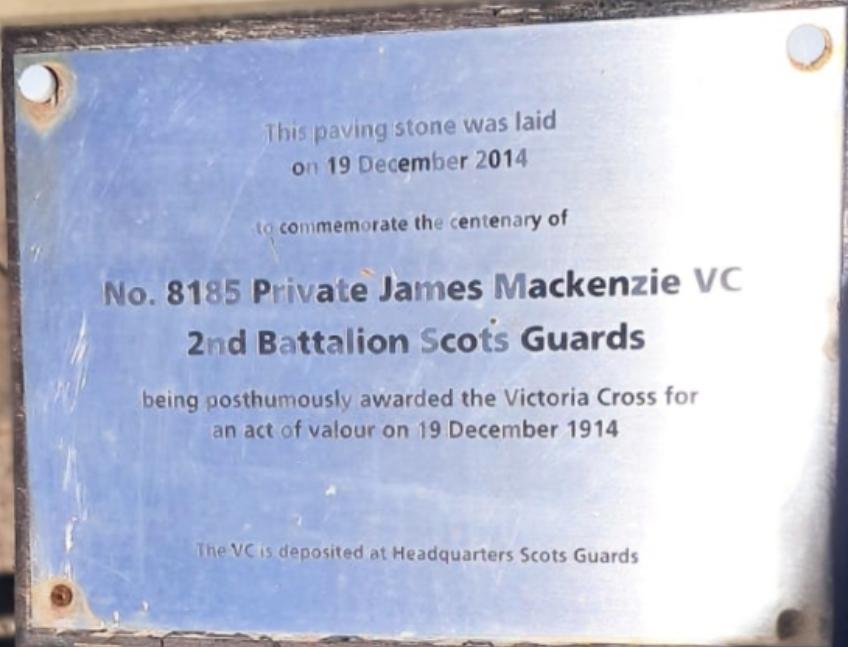 This paving stone was laid
on 19 December 2014
to commemorate the centenary of
No. 8185 Private James Mackenzie VC
2nd Battalion Scots Guards
being posthumously awarded the Victoria Cross for
an act of valour on 19 December 1914
The VC is deposited at Headquarters Scots Guards